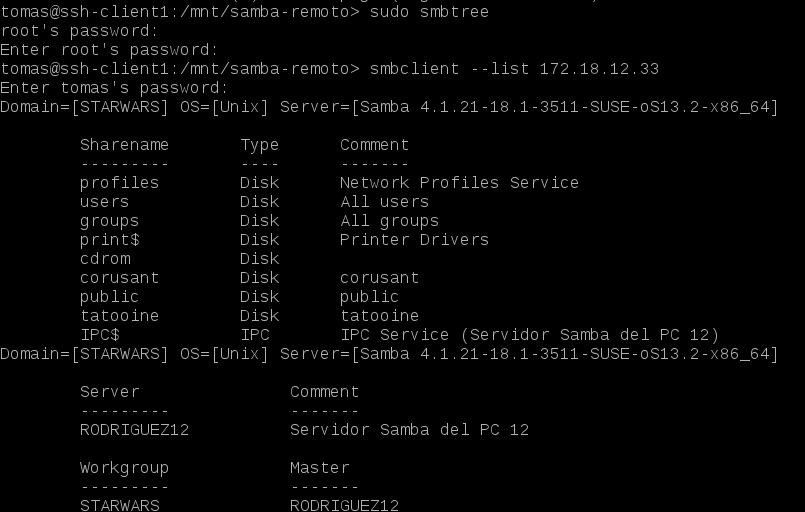 tomas@ssh-client1:/mnt/samba-remoto> sudo smbtree
root's password:
Enter root's password:
tomas@ssh-client1:/mnt/samba-remoto> smbclient --list 172.18.12.33
Enter tomas's password:
Domain=[STARWARS] OS=[Unix] Server=[Samba 4.1.21-18.1-3511-SUSE-oS13.2-x86_64]

        Sharename       Type      Comment
        ---------       ----      -------
        profiles        Disk      Network Profiles Service
        users           Disk      All users
        groups          Disk      All groups
        print$          Disk      Printer Drivers
        cdrom           Disk
        corusant        Disk      corusant
        public          Disk      public
        tatooine        Disk      tatooine
        IPC$            IPC       IPC Service (Servidor Samba del PC 12)
Domain=[STARWARS] OS=[Unix] Server=[Samba 4.1.21-18.1-3511-SUSE-oS13.2-x86_64]

        Server               Comment
        ---------            -------
        RODRIGUEZ12          Servidor Samba del PC 12

        Workgroup            Master
        ---------            -------
        STARWARS             RODRIGUEZ12